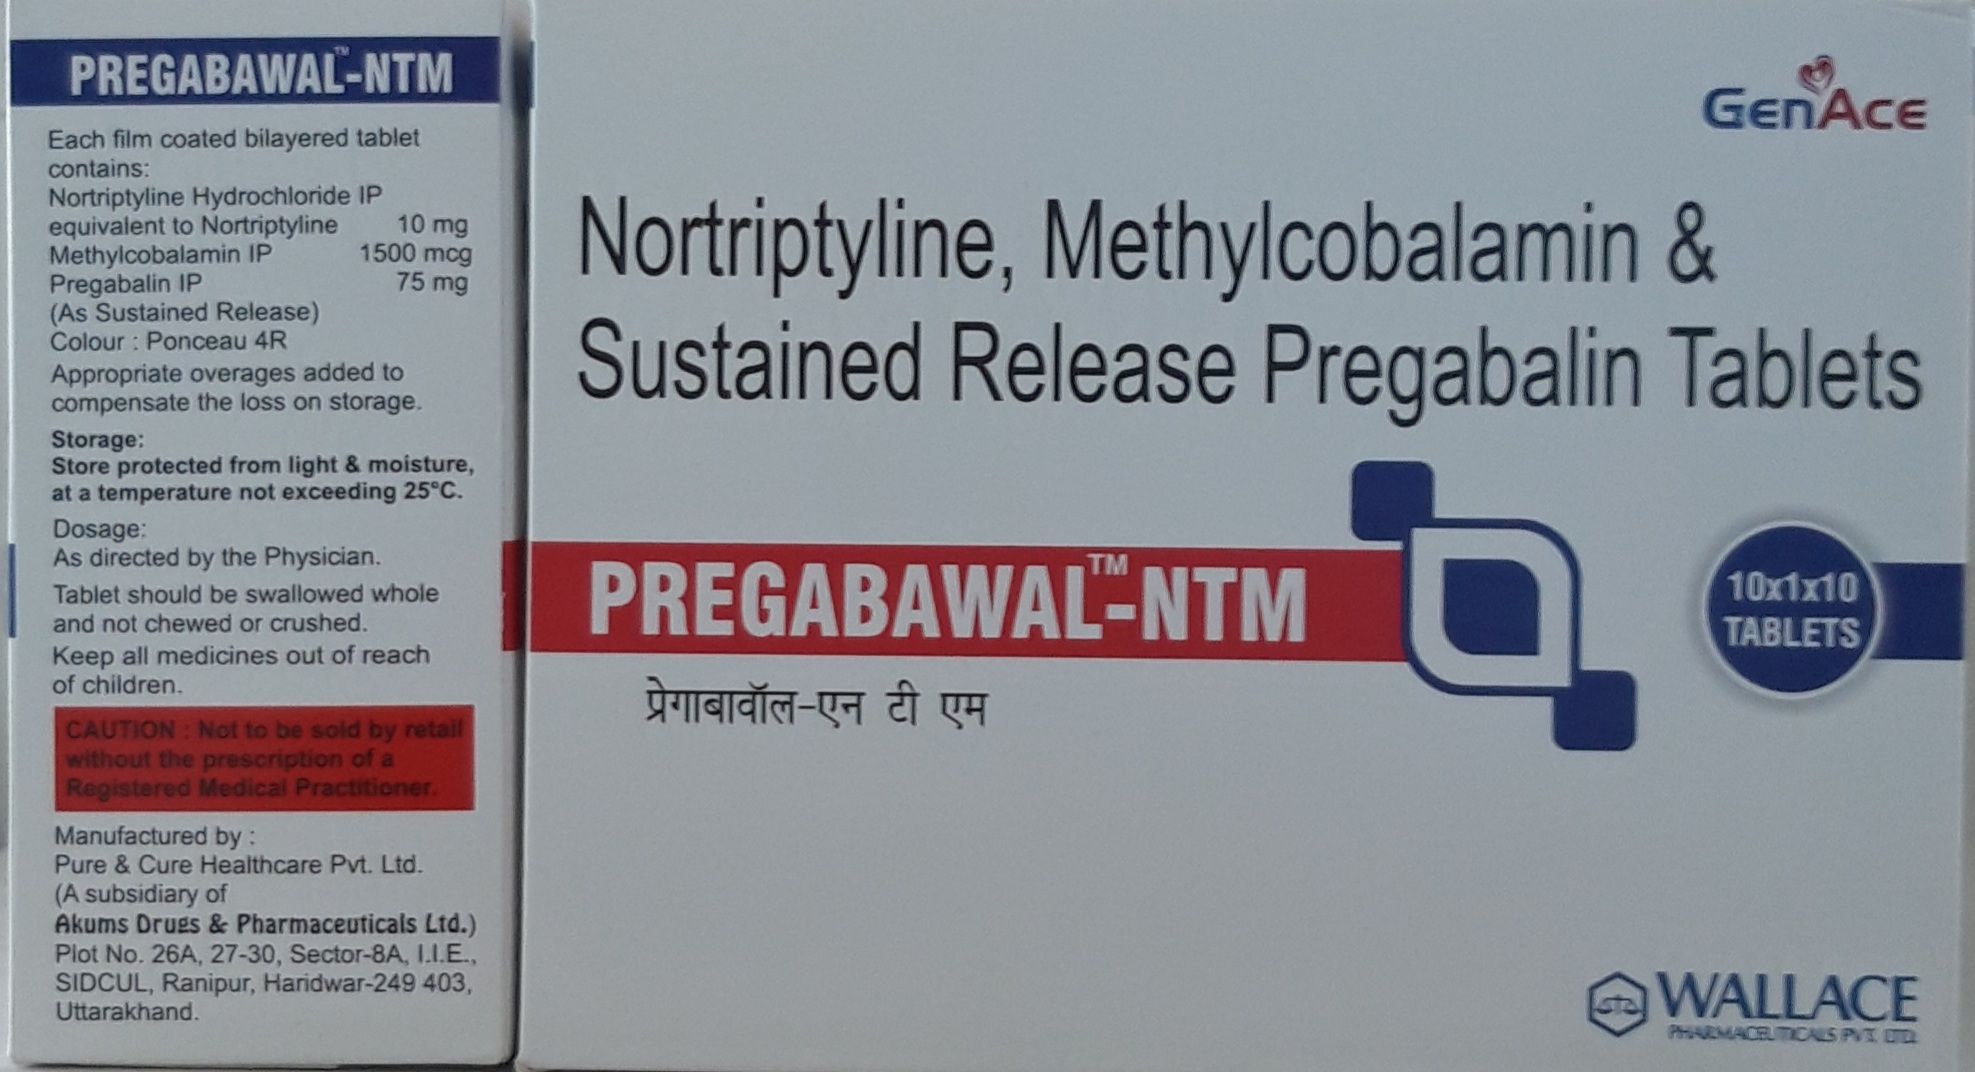 PREGABAWAL™-NTM
Each film coated bilayered tablet
contains:
Nortriptyline Hydrochloride IP
equivalent to Nortriptyline 10 mg
Methylcobalamin IP 1500 mcg
Pregabalin IP 75 mg
(As Sustained Release)
Colour : Ponceau 4R
Appropriate overages added to
compensate the loss on storage.
Storage:
Store protected from light & moisture,
at a temperature not exceeding 25°C.
Dosage:
As directed by the Physician.
Tablet should be swallowed whole
and not chewed or crushed.
Keep all medicines out of reach
of children.
CAUTION : Not to be sold by retail
without the prescription of a
Registered Medical Practitioner.
Manufactured by :
Pure & Cure Healthcare Pvt. Ltd.
(A subsidiary of
Akums Drugs & Pharmaceuticals Ltd.)
Plot No. 26A, 27-30, Sector-8A, I.I.E.,
SIDCUL, Ranipur, Haridwar-249 403,
Uttarakhand.
GenAce
Nortriptyline, Methylcobalamin &
Sustained Release Pregabalin Tablets
PREGABAWAL™-NTM
प्रेगाबावॉल-एन टी एम
10x1x10
TABLETS
WALLACE
PHARMACEUTICALS PVT. LTD.